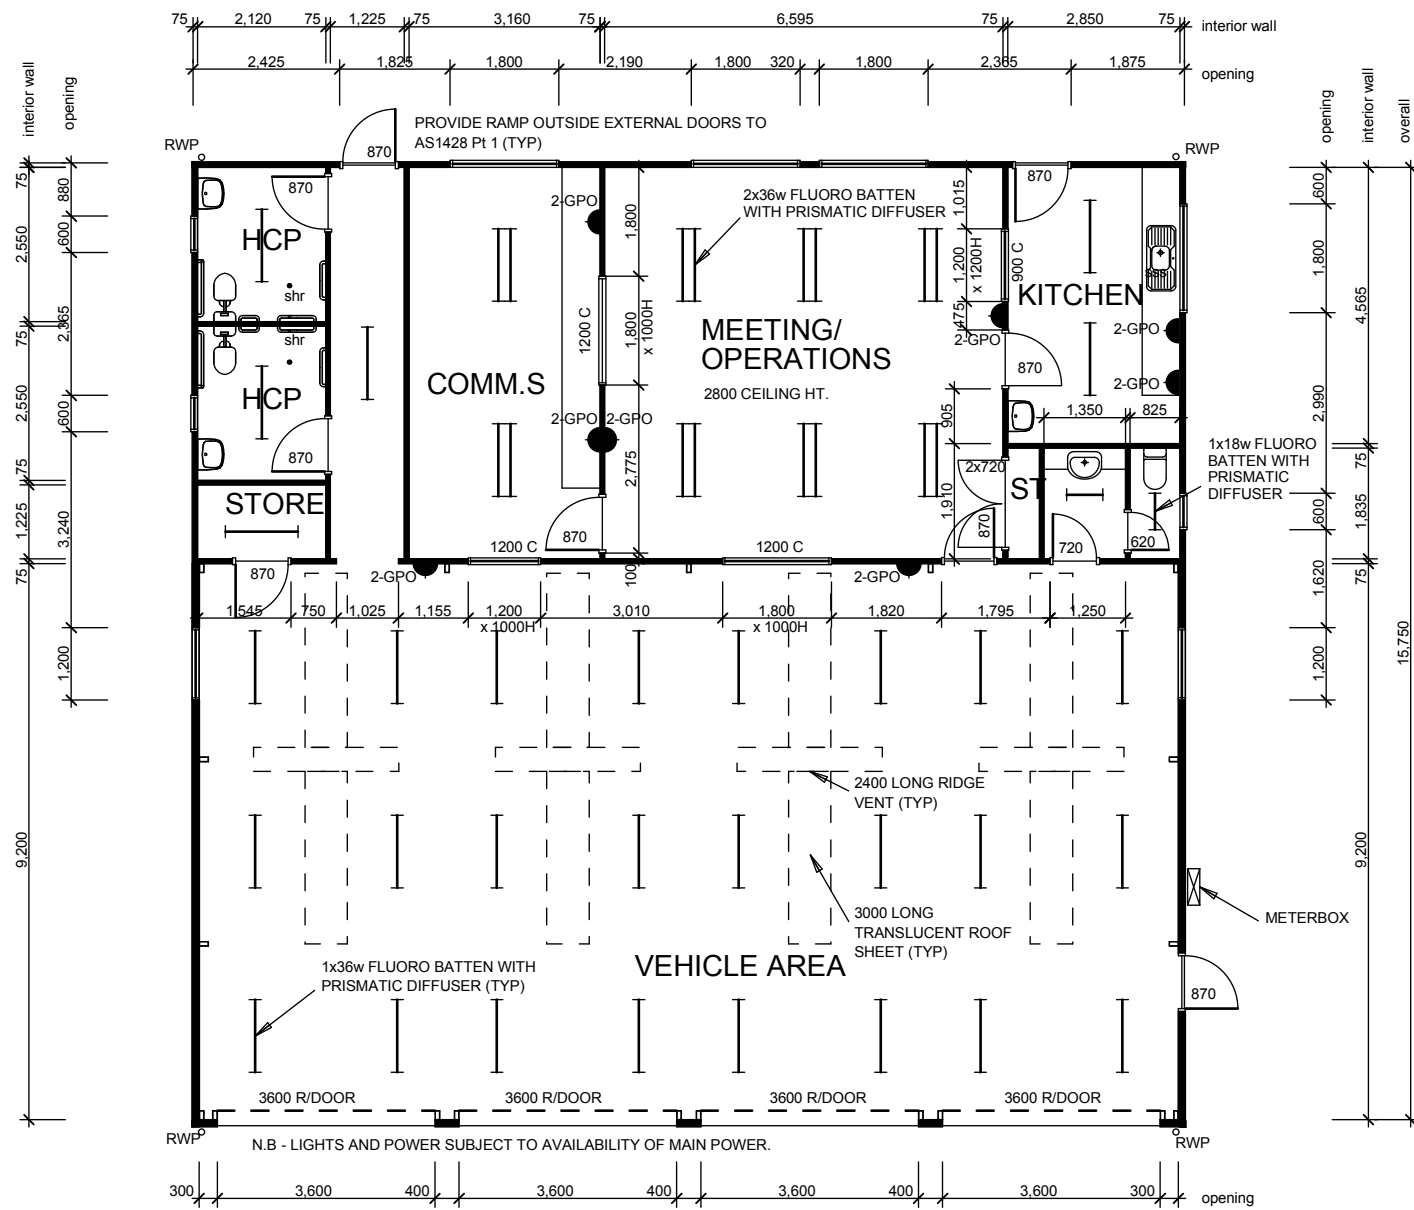 75 2,120 75 1,225 75 3,160 75 6,595 75 2,850 75 interior wall
2,425 1,825 1,800 2,190 1,800 320 1,800 2,365 1,875 opening
interior wall
opening
opening
interior wall
overall
RWP
870
PROVIDE RAMP OUTSIDE EXTERNAL DOORS TO
AS1428 Pt 1 (TYP)
RWP
75
2,550
75
2,550
75
1,225
75
9,200
880
600
2,365
600
3,240
1,200
870
HCP
shr
shr
HCP
870
STORE
870
COMM.S
2-GPO
1200 C
2-GPO
2-GPO
870
1200 C
1,800
1,800
x 1000H
2,775
100
2x36w FLUORO BATTEN
WITH PRISMATIC DIFFUSER
MEETING/
OPERATIONS
2800 CEILING HT.
1200 C
1,015
1,200
x 1200H
475
905
1,910
900 C
2-GPO
870
KITCHEN
sss
2-GPO
2-GPO
870
1,350 825
2x720
ST
870
720
620
1x18w FLUORO
BATTEN WITH
PRISMATIC
DIFFUSER
600
1,800
2,990
600
1,620
1,200
4,565
75
1,835
75
9,200
15,750
2-GPO
2-GPO
1,545 750 1,025 1,155 1,200 3,010 1,800 1,820 1,795 1,250
x 1000H x 1000H
2400 LONG RIDGE
VENT (TYP)
3000 LONG
TRANSLUCENT ROOF
SHEET (TYP)
METERBOX
VEHICLE AREA
1x36w FLUORO BATTEN WITH
PRISMATIC DIFFUSER (TYP)
870
3600 R/DOOR 3600 R/DOOR 3600 R/DOOR 3600 R/DOOR
RWP
N.B - LIGHTS AND POWER SUBJECT TO AVAILABILITY OF MAIN POWER.
RWP
300 3,600 400 3,600 400 3,600 400 3,600 300 opening